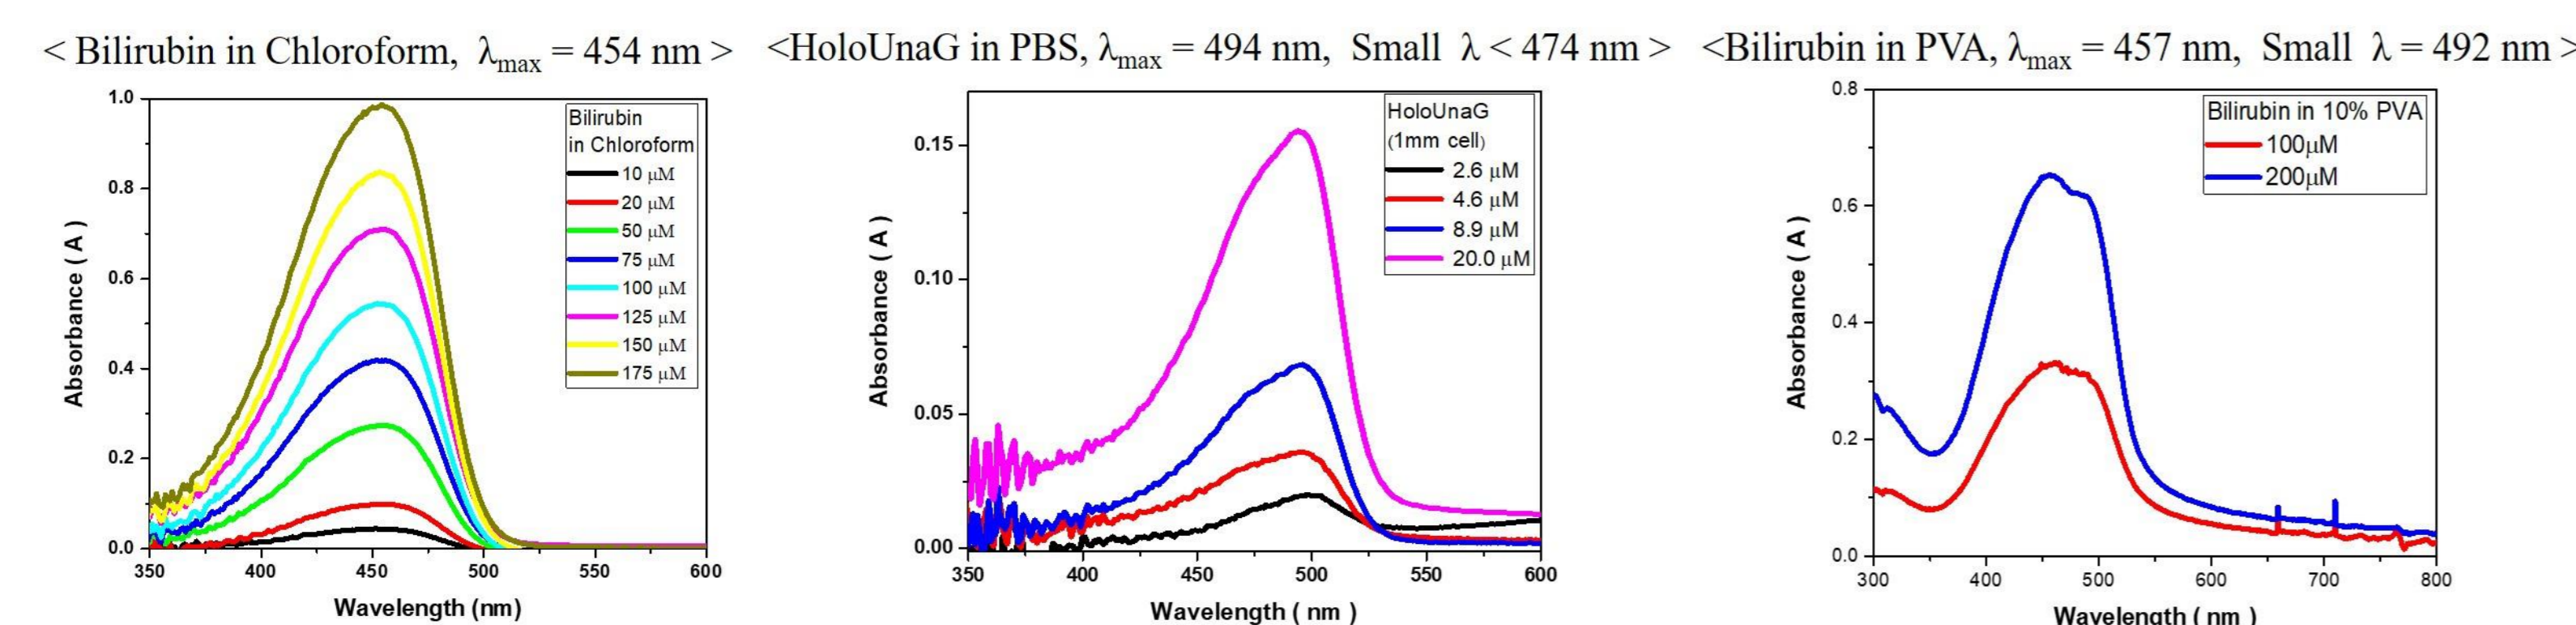 < Bilirubin in Chloroform, λmax = 454 nm >
Absorbance ( A )
1.0
0.8
0.6
0.4
0.2
0.0
350 400 450 500 550 600
Wavelength (nm)
Bilirubin
in Chloroform
10 μM
20 μM
50 μM
75 μM
100 μM
125 μM
150 μM
175 μM
<HoloUnaG in PBS, λmax = 494 nm, Small λ < 474 nm >
Absorbance ( A )
0.15
0.10
0.05
0.00
350 400 450 500 550 600
Wavelength ( nm )
HoloUnaG
(1mm cell)
2.6 μM
4.6 μM
8.9 μM
20.0 μM
<Bilirubin in PVA, λmax = 457 nm, Small λ = 492 nm >
Absorbance ( A )
0.8
0.6
0.4
0.2
0.0
300 400 500 600 700 800
Wavelength ( nm )
Bilirubin in 10% PVA
100μM
200μM